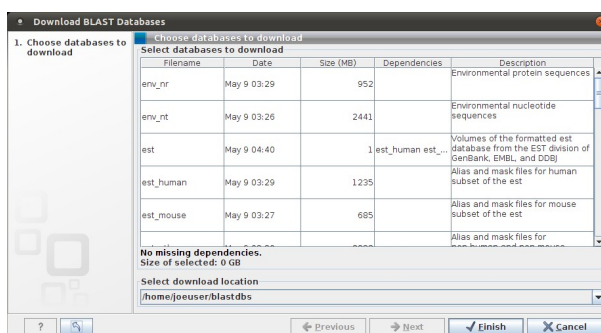 Download BLAST Databases
1. Choose databases to
download
Choose databases to download
Select databases to download
Filename Date Size (MB) Dependencies Description
env_nr May 9 03:29 952 Environmental protein sequences
env_nt May 9 03:26 2441 Environmental nucleotide
sequences
est May 9 04:40 1 est_human est_... Volumes of the formatted est
database from the EST division of
GenBank, EMBL, and DDBJ
est_human May 9 03:29 1235 Alias and mask files for human
subset of the est
est_mouse May 9 03:27 685 Alias and mask files for mouse
subset of the est
Alias and mask files for
No missing dependencies.
Size of selected: 0 GB
Select download location
/home/joeuser/blastdbs
? Previous Next Finish Cancel